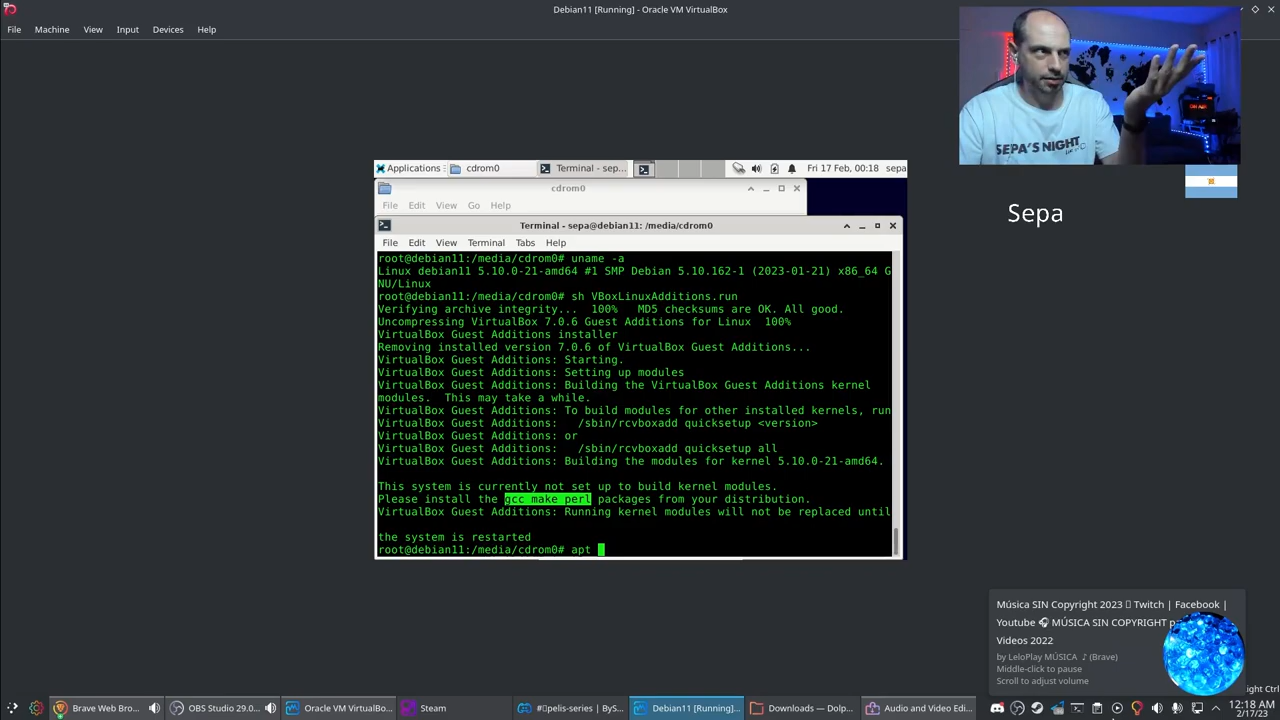 Debian11 [Running] - Oracle VM VirtualBox
File Machine View Input Devices Help
SEPA'S NIGHT
ON AIR
Sepa
Applications cdrom0 Terminal - sep... Fri 17 Feb, 00:18 sepa
cdrom0
File Edit View Go Help
Terminal - sepa@debian11: /media/cdrom0
File Edit View Terminal Tabs Help
root@debian11:/media/cdrom0# uname -a
Linux debian11 5.10.0-21-amd64 #1 SMP Debian 5.10.162-1 (2023-01-21) x86_64 G
NU/Linux
root@debian11:/media/cdrom0# sh VBoxLinuxAdditions.run
Verifying archive integrity... 100% MD5 checksums are OK. All good.
Uncompressing VirtualBox 7.0.6 Guest Additions for Linux 100%
VirtualBox Guest Additions installer
Removing installed version 7.0.6 of VirtualBox Guest Additions...
VirtualBox Guest Additions: Starting.
VirtualBox Guest Additions: Setting up modules
VirtualBox Guest Additions: Building the VirtualBox Guest Additions kernel
modules. This may take a while.
VirtualBox Guest Additions: To build modules for other installed kernels, run
VirtualBox Guest Additions: /sbin/rcvboxadd quicksetup <version>
VirtualBox Guest Additions: or
VirtualBox Guest Additions: /sbin/rcvboxadd quicksetup all
VirtualBox Guest Additions: Building the modules for kernel 5.10.0-21-amd64.
This system is currently not set up to build kernel modules.
Please install the gcc make perl packages from your distribution.
VirtualBox Guest Additions: Running kernel modules will not be replaced until
the system is restarted
root@debian11:/media/cdrom0# apt
Música SIN Copyright 2023 Twitch | Facebook |
Youtube MÚSICA SIN COPYRIGHT
Videos 2022
by LeloPlay MÚSICA ♪ (Brave)
Middle-click to pause
Scroll to adjust volume
ight Ctrl
Brave Web Bro... OBS Studio 29.0... Oracle VM VirtualBo... Steam pelis-series | ByS... Debian11 [Running]... Downloads — Dolp... Audio and Video Edi... 12:18 AM
2/17/23